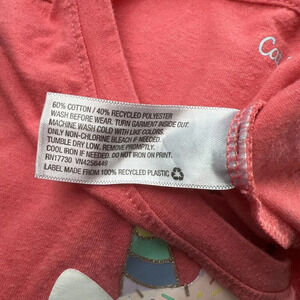 Ca
60% COTTON / 40% RECYCLED POLYESTER
WASH BEFORE WEAR. TURN GARMENT INSIDE OUT.
MACHINE WASH COLD WITH LIKE COLORS.
ONLY NON-CHLORINE BLEACH IF NEEDED.
TUMBLE DRY LOW. REMOVE PROMPTLY.
COOL IRON IF NEEDED. DO NOT IRON ON PRINT.
RN17730 VN4256449
LABEL MADE FROM 100% RECYCLED PLASTIC